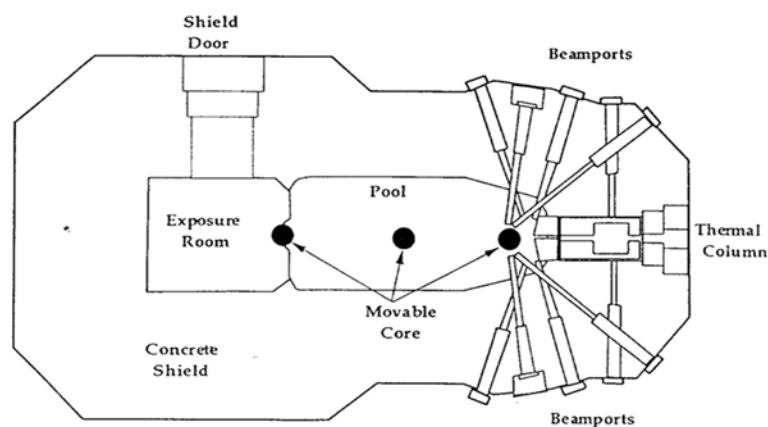 Shield
Door
Beamports
Pool
Exposure
Room
Thermal
Column
Movable
Core
Concrete
Shield
Beamports